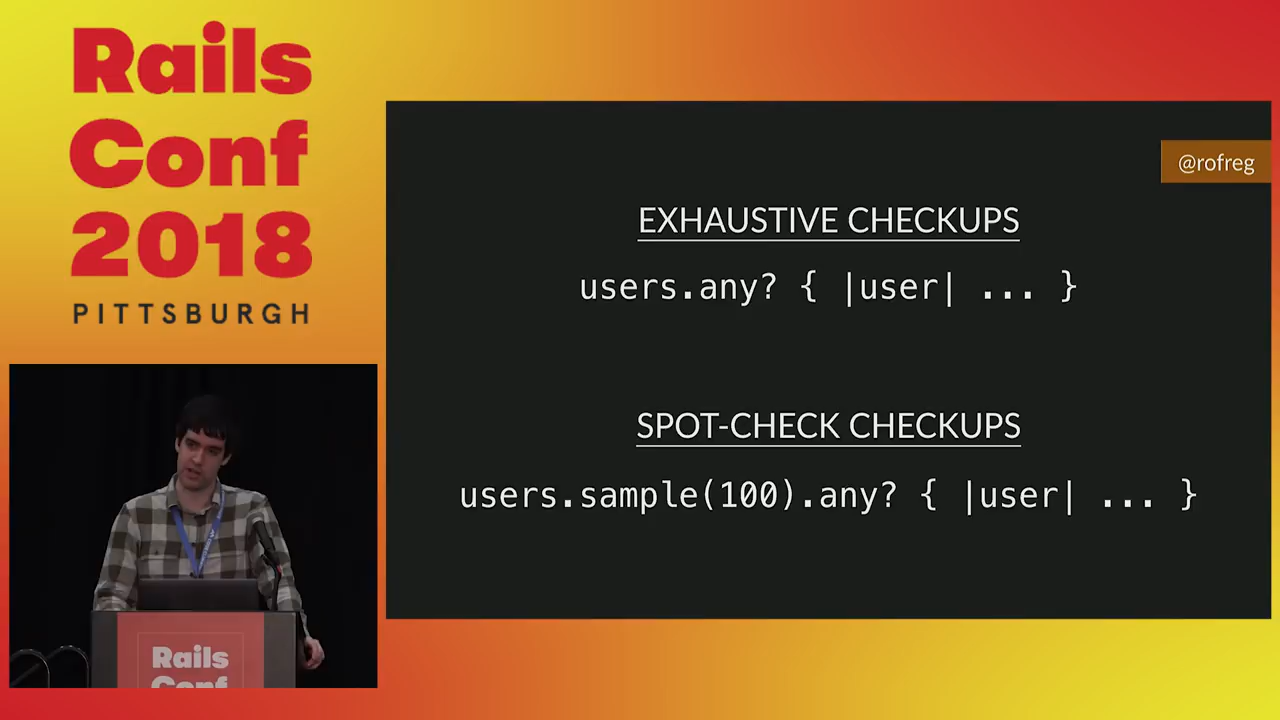 Rails
Conf
2018
PITTSBURGH
@rofreg
EXHAUSTIVE CHECKUPS
users.any? { |user| ... }
SPOT-CHECK CHECKUPS
users.sample(100).any? { |user| ... }
Rails
Conf